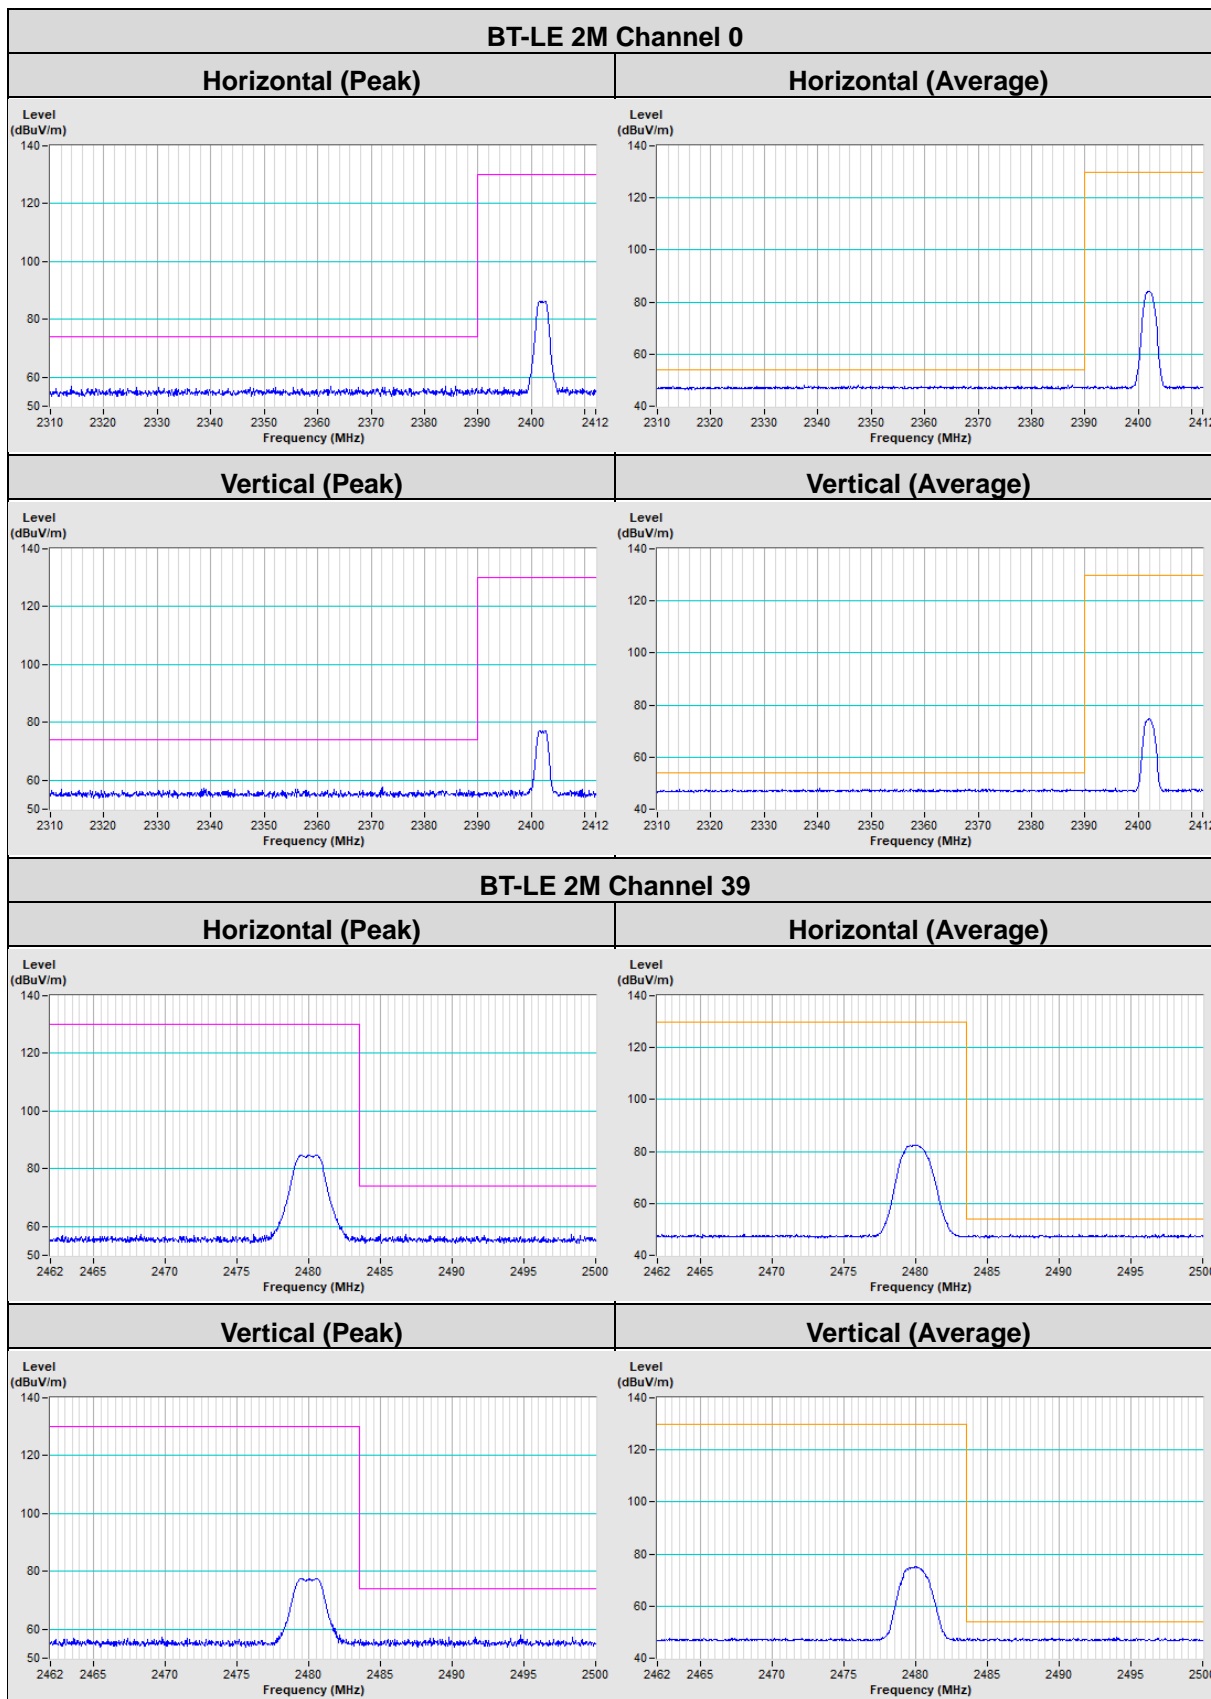 BT-LE 2M Channel 0
Horizontal (Peak)
Horizontal (Average)
Level
(dBuV/m)
140
120
100
80
60
50
2310 2320 2330 2340 2350 2360 2370 2380 2390 2400 2412
Frequency (MHz)
Level
(dBuV/m)
140
120
100
80
60
40
2310 2320 2330 2340 2350 2360 2370 2380 2390 2400 2412
Frequency (MHz)
Vertical (Peak)
Vertical (Average)
Level
(dBuV/m)
140
120
100
80
60
50
2310 2320 2330 2340 2350 2360 2370 2380 2390 2400 2412
Frequency (MHz)
Level
(dBuV/m)
140
120
100
80
60
40
2310 2320 2330 2340 2350 2360 2370 2380 2390 2400 2412
Frequency (MHz)
BT-LE 2M Channel 39
Horizontal (Peak)
Horizontal (Average)
Level
(dBuV/m)
140
120
100
80
60
50
2462 2465 2470 2475 2480 2485 2490 2495 2500
Frequency (MHz)
Level
(dBuV/m)
140
120
100
80
60
40
2462 2465 2470 2475 2480 2485 2490 2495 2500
Frequency (MHz)
Vertical (Peak)
Vertical (Average)
Level
(dBuV/m)
140
120
100
80
60
50
2462 2465 2470 2475 2480 2485 2490 2495 2500
Frequency (MHz)
Level
(dBuV/m)
140
120
100
80
60
40
2462 2465 2470 2475 2480 2485 2490 2495 2500
Frequency (MHz)